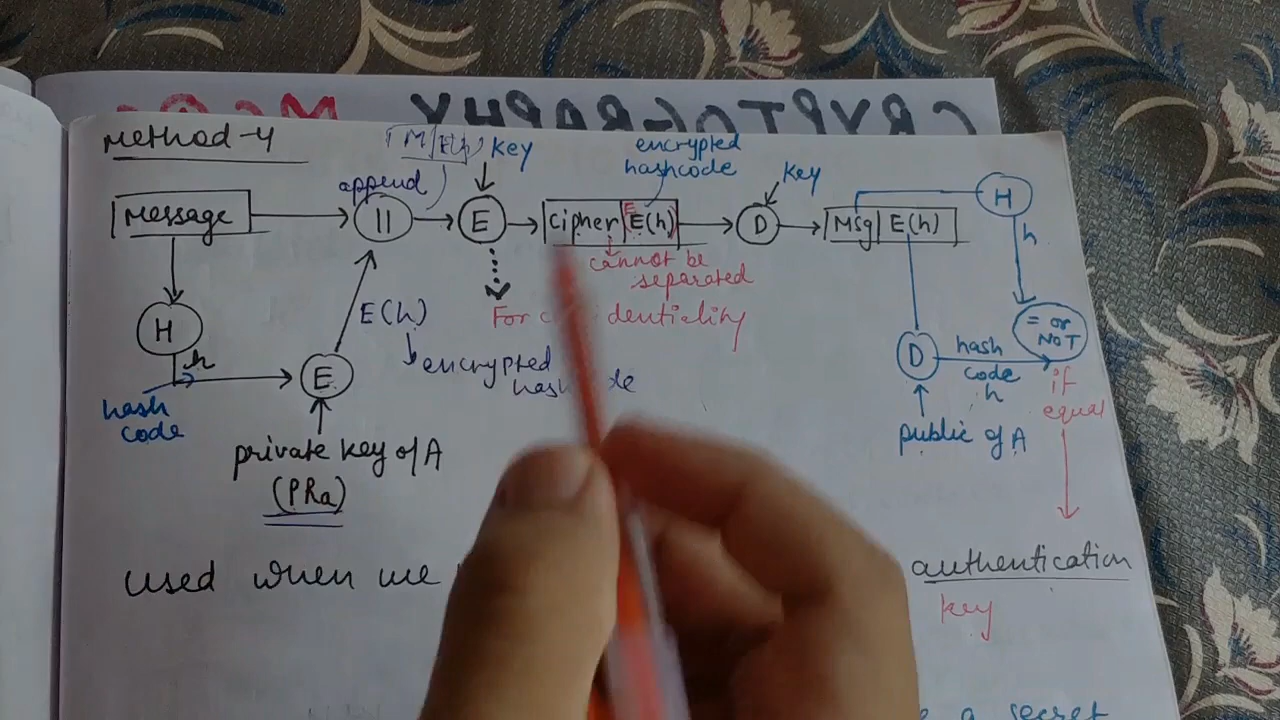 CRYPTOGRAPHY
Method-4
append
key
encrypted
hashcode
key
Message
||
E
Cipher
E
E(h)
D
Msg
E(h)
H
h
cannot be
separated
H
h
E(h)
encrypted
E
For
dentiality
D
hash
code
h
= or
NOT
if
equal
hash
code
private key of A
(PRa)
public of A
used when we
authentication
key
a secret